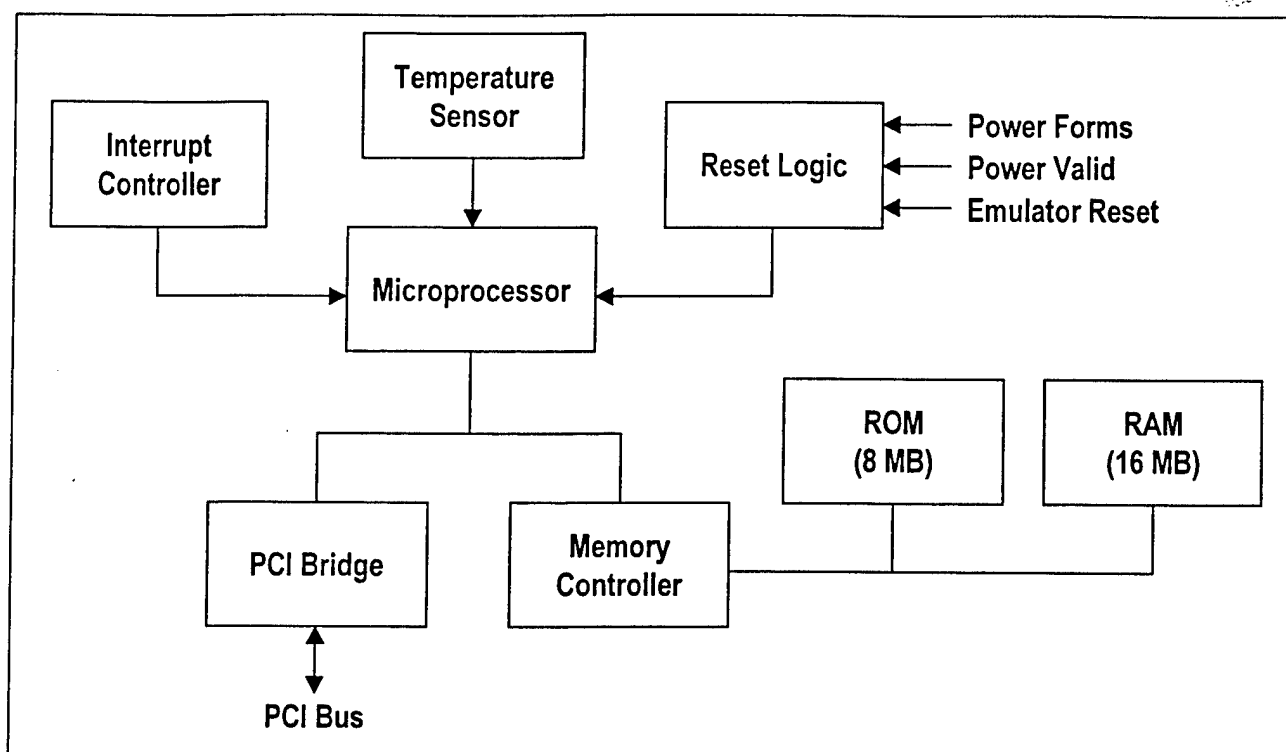 Temperature
Sensor
Interrupt
Controller
Reset Logic
Power Forms
Power Valid
Emulator Reset
Microprocessor
ROM
(8 MB)
RAM
(16 MB)
PCI Bridge
Memory
Controller
PCI Bus